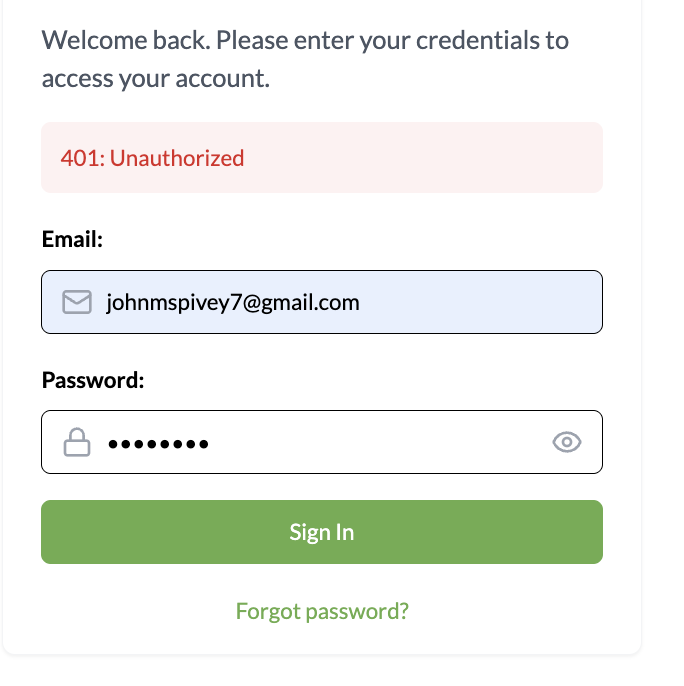 Welcome back. Please enter your credentials to
access your account.
401: Unauthorized
Email:
johnmspivey7@gmail.com
Password:
••••••••
Sign In
Forgot password?